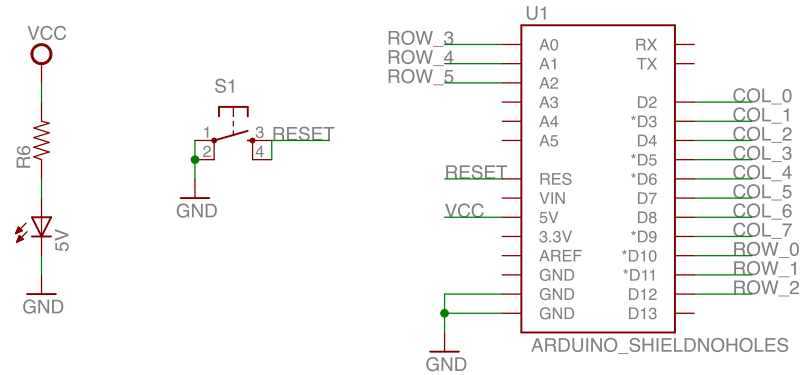 VCC
R6
5V
GND
S1
1
3
RESET
2
4
GND
U1
ROW_3
A0
RX
ROW_4
A1
TX
ROW_5
A2
A3
D2
COL_0
A4
*D3
COL_1
A5
D4
COL_2
*D5
COL_3
RESET
RES
*D6
COL_4
VIN
D7
COL_5
VCC
5V
D8
COL_6
3.3V
*D9
COL_7
AREF
*D10
ROW_0
GND
*D11
ROW_1
GND
D12
ROW_2
GND
D13
GND
ARDUINO_SHIELDNOHOLES